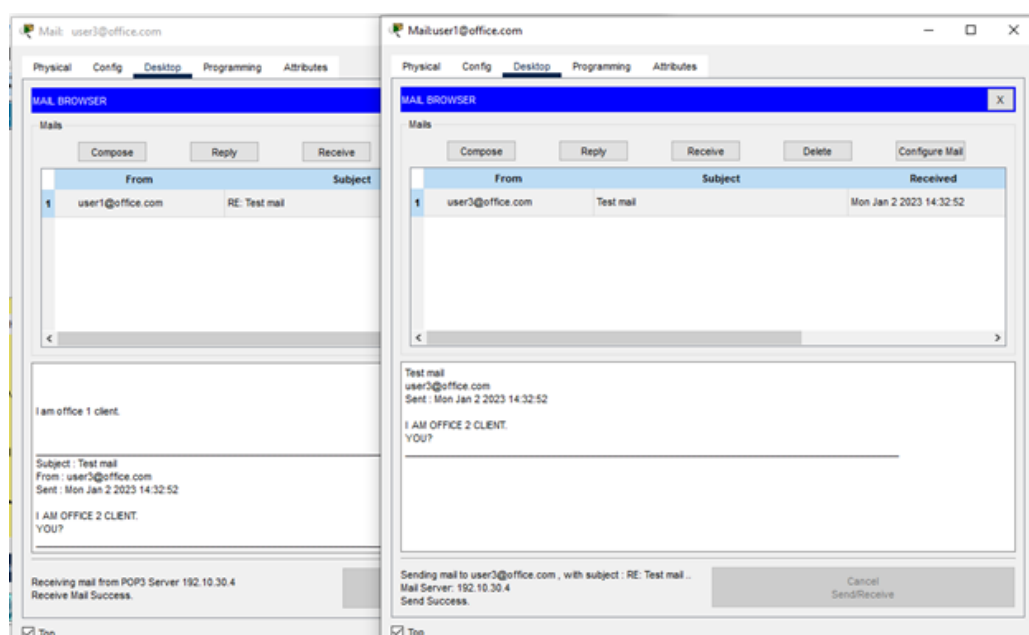 Mail: user3@office.com
Physical Config Desktop Programming Attributes
MAIL BROWSER
Mails
Compose Reply Receive
From Subject
1 user1@office.com RE: Test mail
I am office 1 client.
Subject : Test mail
From : user3@office.com
Sent : Mon Jan 2 2023 14:32:52
I AM OFFICE 2 CLIENT.
YOU?
Receiving mail from POP3 Server 192.10.30.4
Receive Mail Success.
Top
Mail:user1@office.com
Physical Config Desktop Programming Attributes
MAIL BROWSER X
Mails
Compose Reply Receive Delete Configure Mail
From Subject Received
1 user3@office.com Test mail Mon Jan 2 2023 14:32:52
Test mail
user3@office.com
Sent : Mon Jan 2 2023 14:32:52
I AM OFFICE 2 CLIENT.
YOU?
Sending mail to user3@office.com , with subject : RE: Test mail ..
Mail Server: 192.10.30.4
Send Success.
Cancel
Send/Receive
Top